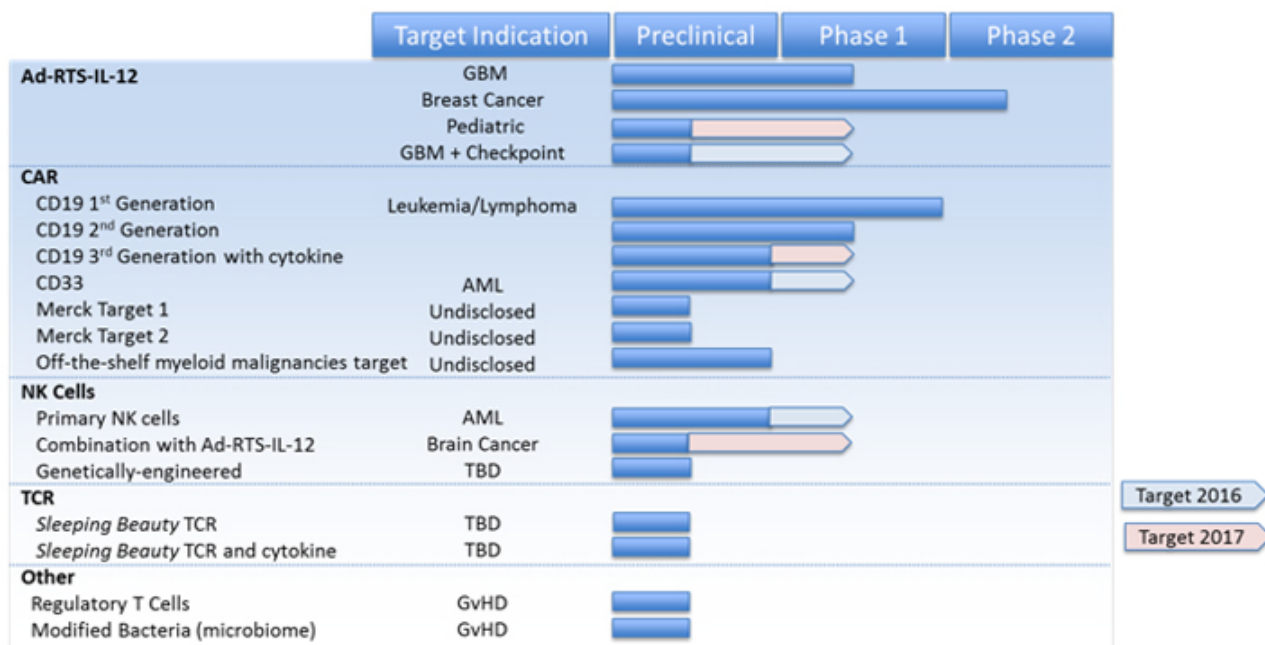 Target Indication Preclinical Phase 1 Phase 2
Ad-RTS-IL-12 GBM
Breast Cancer
Pediatric
GBM + Checkpoint
CAR
CD19 1st Generation Leukemia/Lymphoma
CD19 2nd Generation
CD19 3rd Generation with cytokine
CD33 AML
Merck Target 1 Undisclosed
Merck Target 2 Undisclosed
Off-the-shelf myeloid malignancies target Undisclosed
NK Cells
Primary NK cells AML
Combination with Ad-RTS-IL-12 Brain Cancer
Genetically-engineered TBD
TCR
Sleeping Beauty TCR TBD
Sleeping Beauty TCR and cytokine TBD
Other
Regulatory T Cells GvHD
Modified Bacteria (microbiome) GvHD
Target 2016
Target 2017